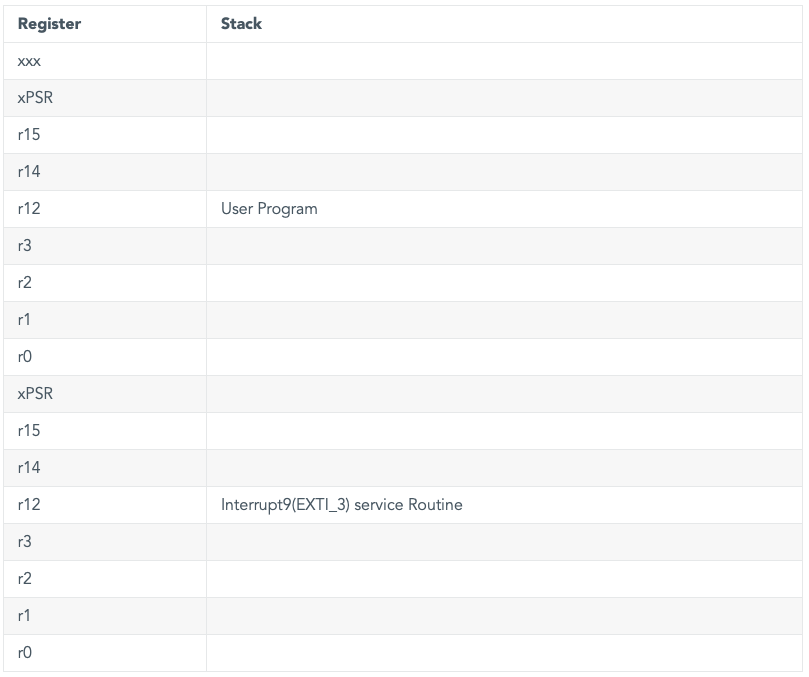 Register Stack
xxx
xPSR
r15
r14
r12 User Program
r3
r2
r1
r0
xPSR
r15
r14
r12 Interrupt9(EXTI_3) service Routine
r3
r2
r1
r0